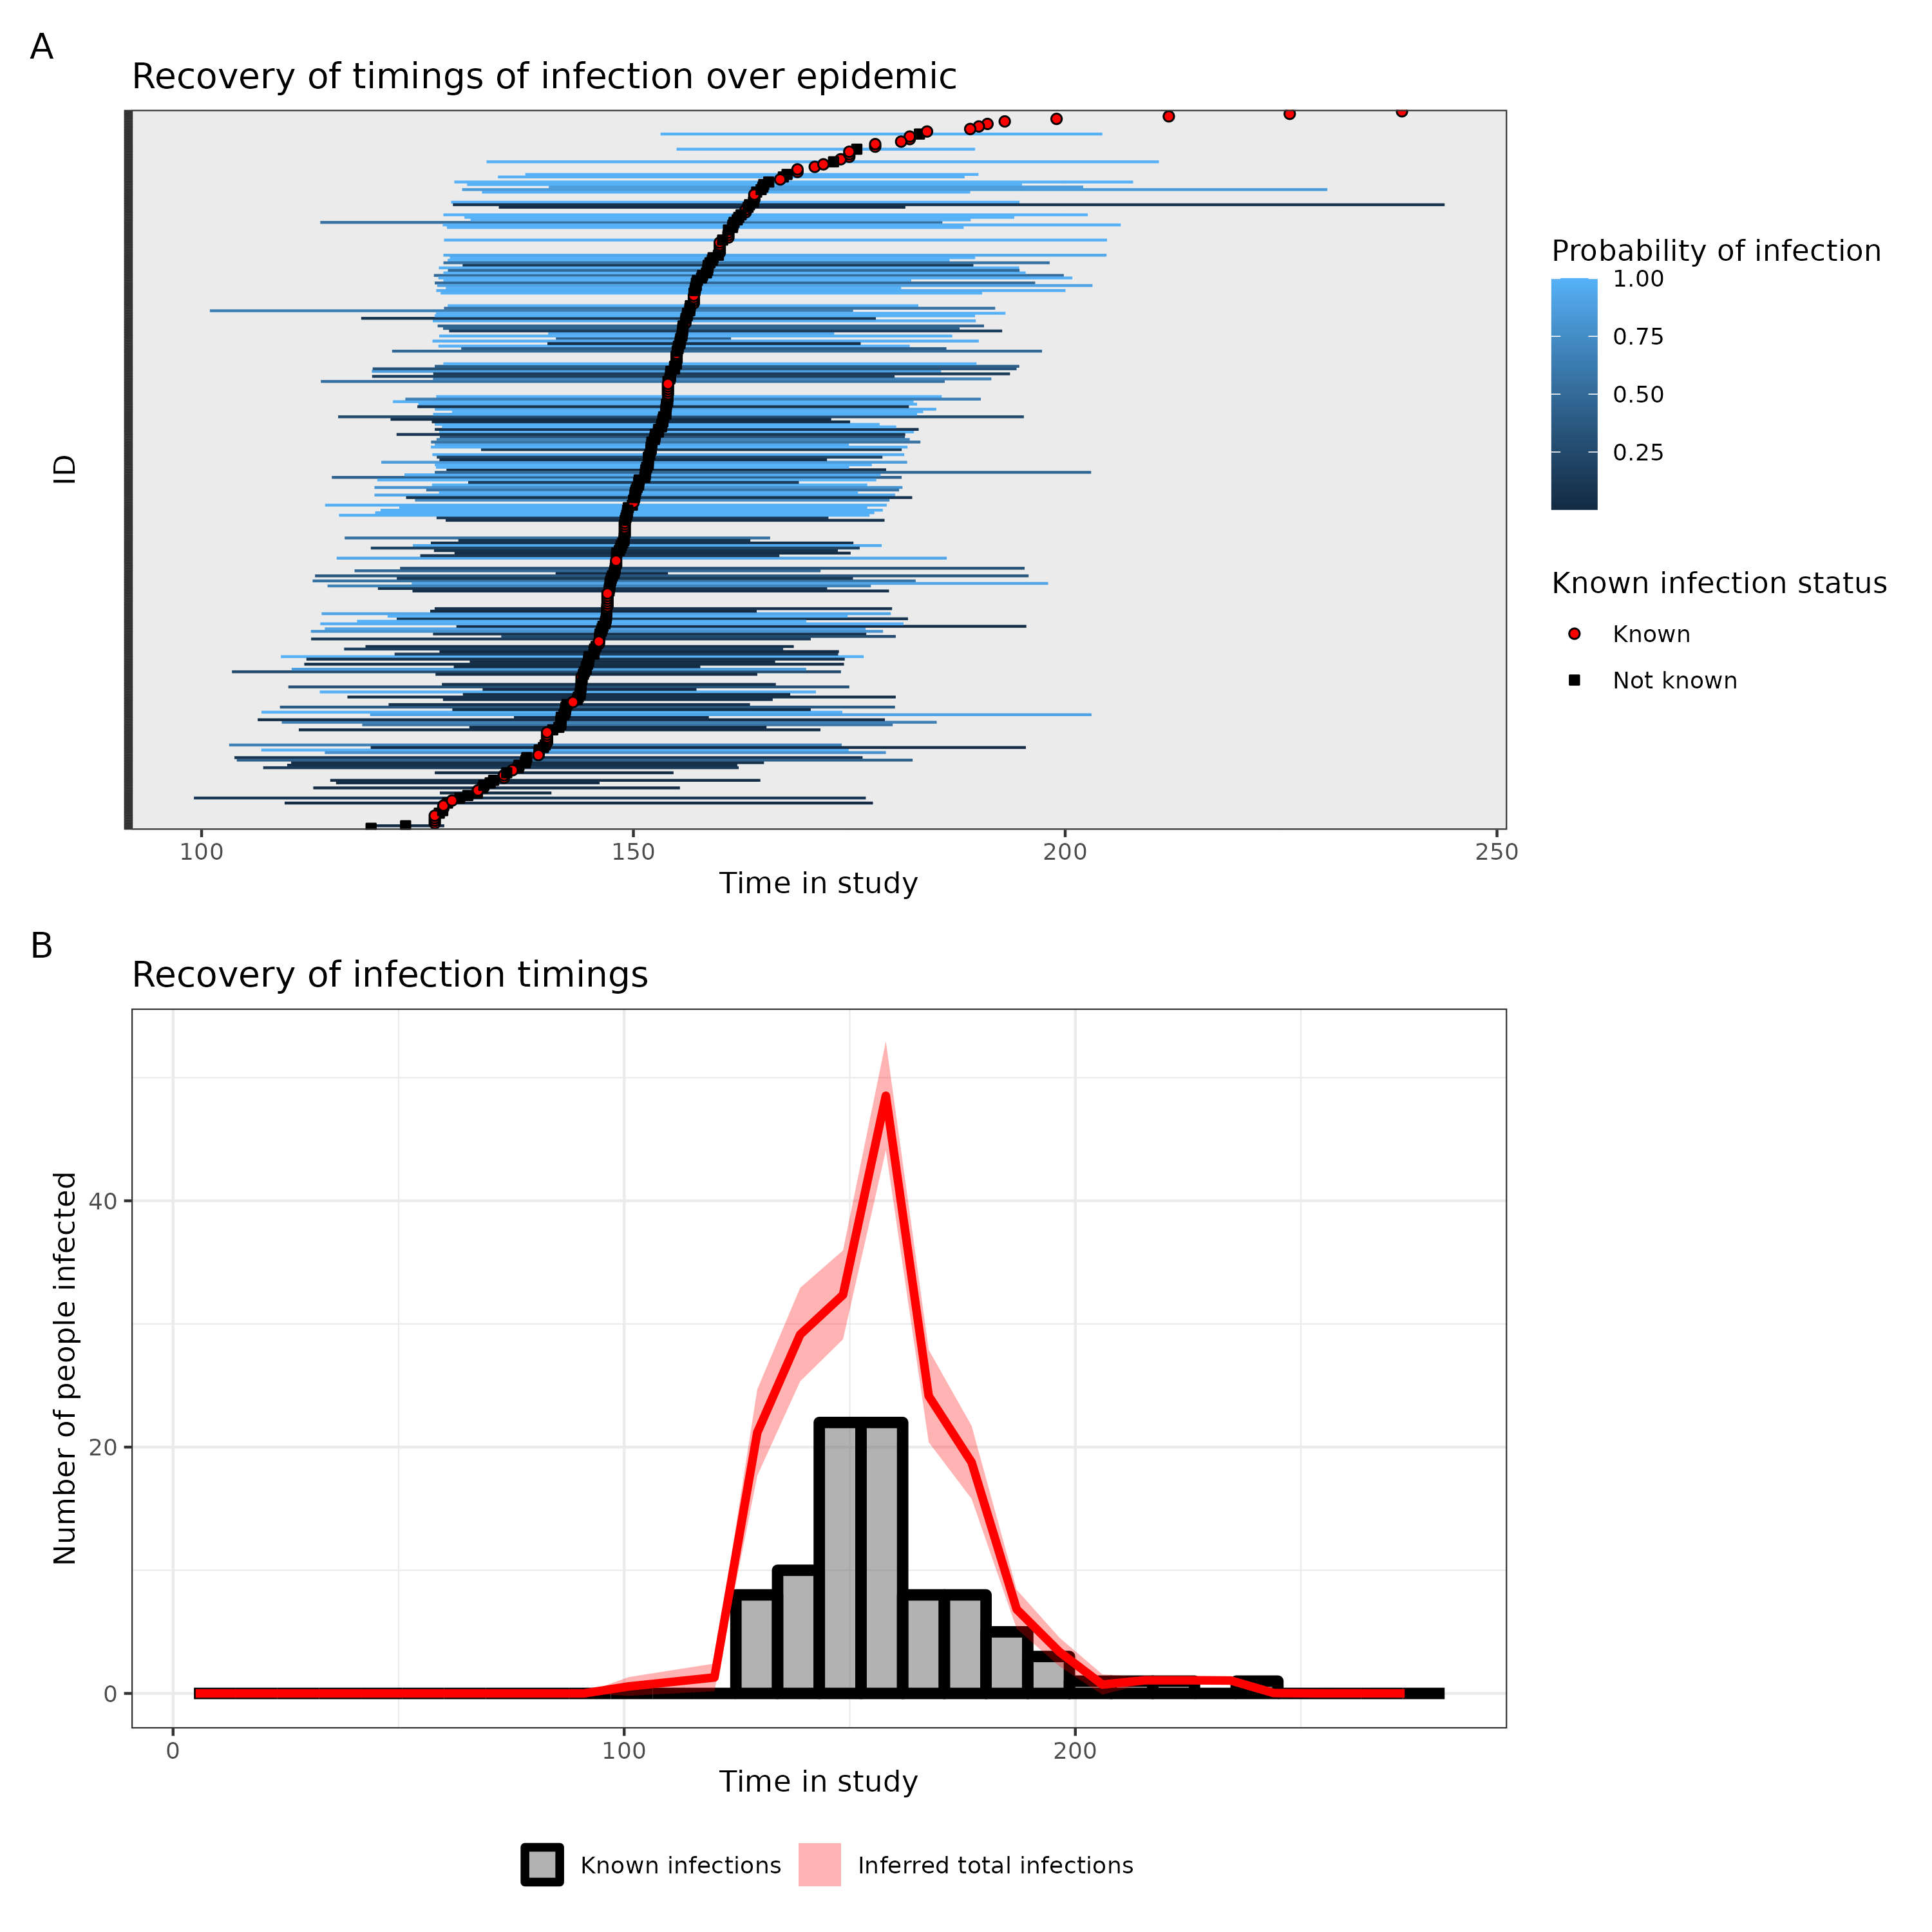 A
Recovery of timings of infection over epidemic
ID
100 150 200 250
Time in study
Probability of infection
1.00
0.75
0.50
0.25
Known infection status
Known
Not known
B
Recovery of infection timings
Number of people infected
40
20
0
0 100 200
Time in study
Known infections Inferred total infections